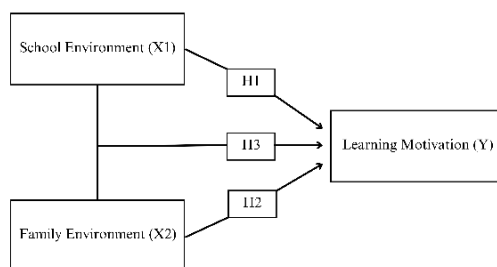 School Environment (X1)
H1
H3
Learning Motivation (Y)
H2
Family Environment (X2)